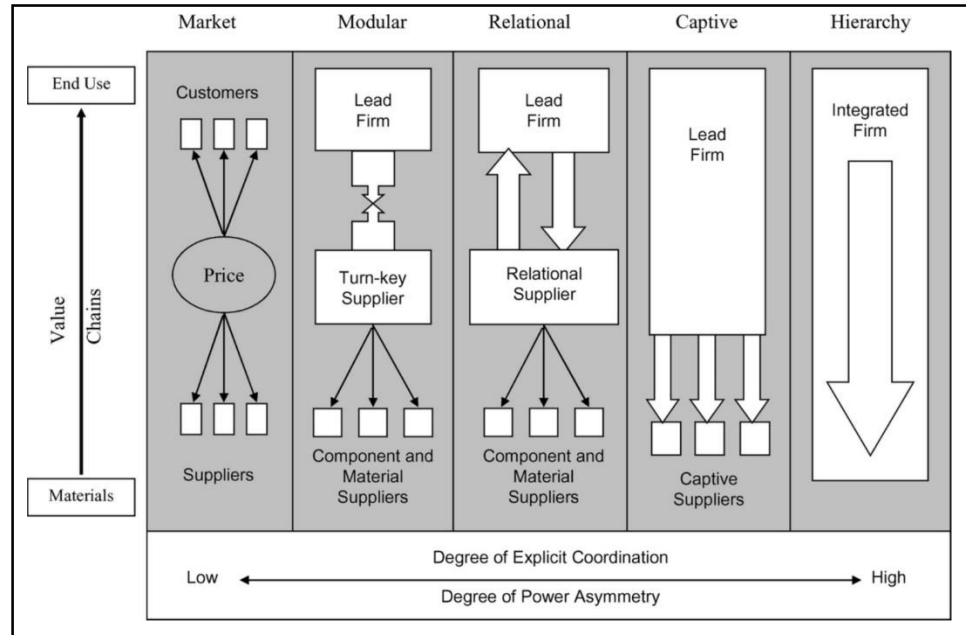 Market
Modular
Relational
Captive
Hierarchy
End Use
Value
Chains
Materials
Customers
Price
Suppliers
Lead
Firm
Turn-key
Supplier
Component and
Material
Suppliers
Lead
Firm
Relational
Supplier
Component and
Material
Suppliers
Lead
Firm
Captive
Suppliers
Integrated
Firm
Degree of Explicit Coordination
Low
High
Degree of Power Asymmetry